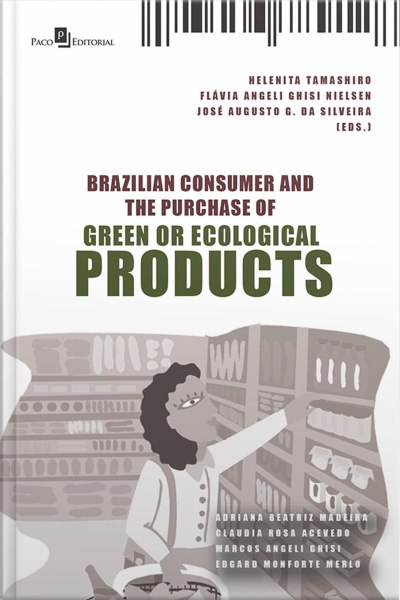 PACO EDITORIAL
HELENITA TAMASHIRO
FLÁVIA ANGELI GHISI NIELSEN
JOSÉ AUGUSTO G. DA SILVEIRA
(EDS.)
BRAZILIAN CONSUMER AND
THE PURCHASE OF
GREEN OR ECOLOGICAL
PRODUCTS
ADRIANA BEATRIZ MADEIRA
CLAUDIA ROSA ACEVEDO
MARCOS ANGELI GHISI
EDGARD MONFORTE MERLO